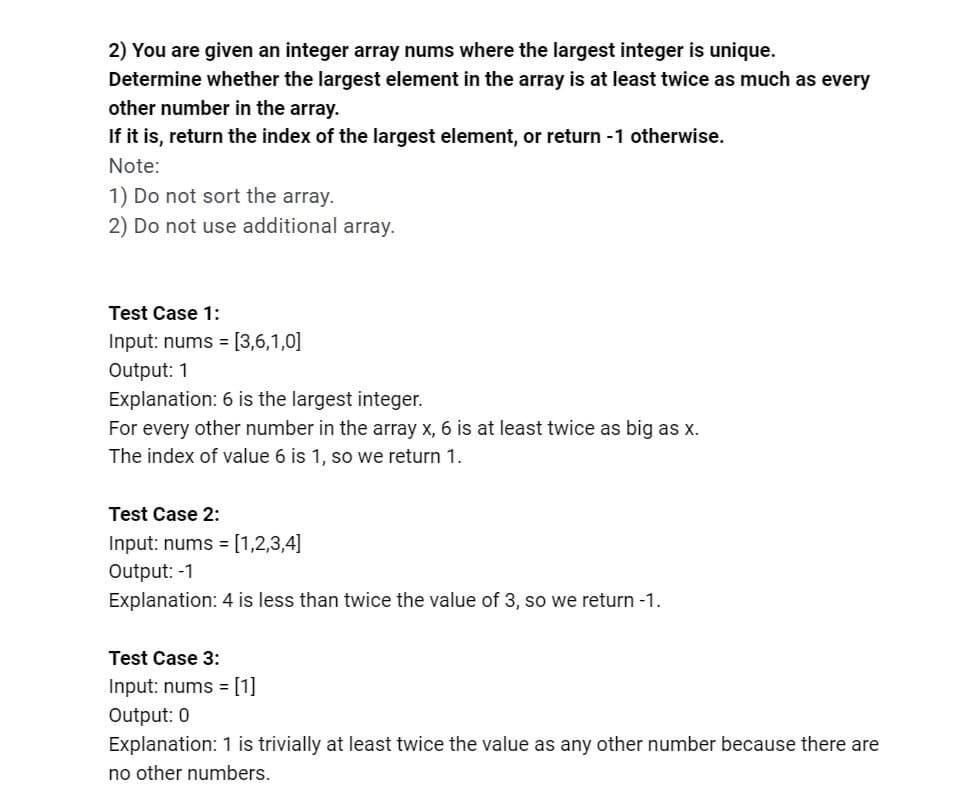 2) You are given an integer array nums where the largest integer is unique.
Determine whether the largest element in the array is at least twice as much as every
other number in the array.
If it is, return the index of the largest element, or return -1 otherwise.
Note:
1) Do not sort the array.
2) Do not use additional array.
Test Case 1:
Input: nums = [3,6,1,0]
Output: 1
Explanation: 6 is the largest integer.
For every other number in the array x, 6 is at least twice as big as x.
The index of value 6 is 1, so we return 1.
Test Case 2:
Input: nums = [1,2,3,4]
Output: -1
Explanation: 4 is less than twice the value of 3, so we return -1.
Test Case 3:
Input: nums = [1]
Output: 0
Explanation: 1 is trivially at least twice the value as any other number because there are
no other numbers.